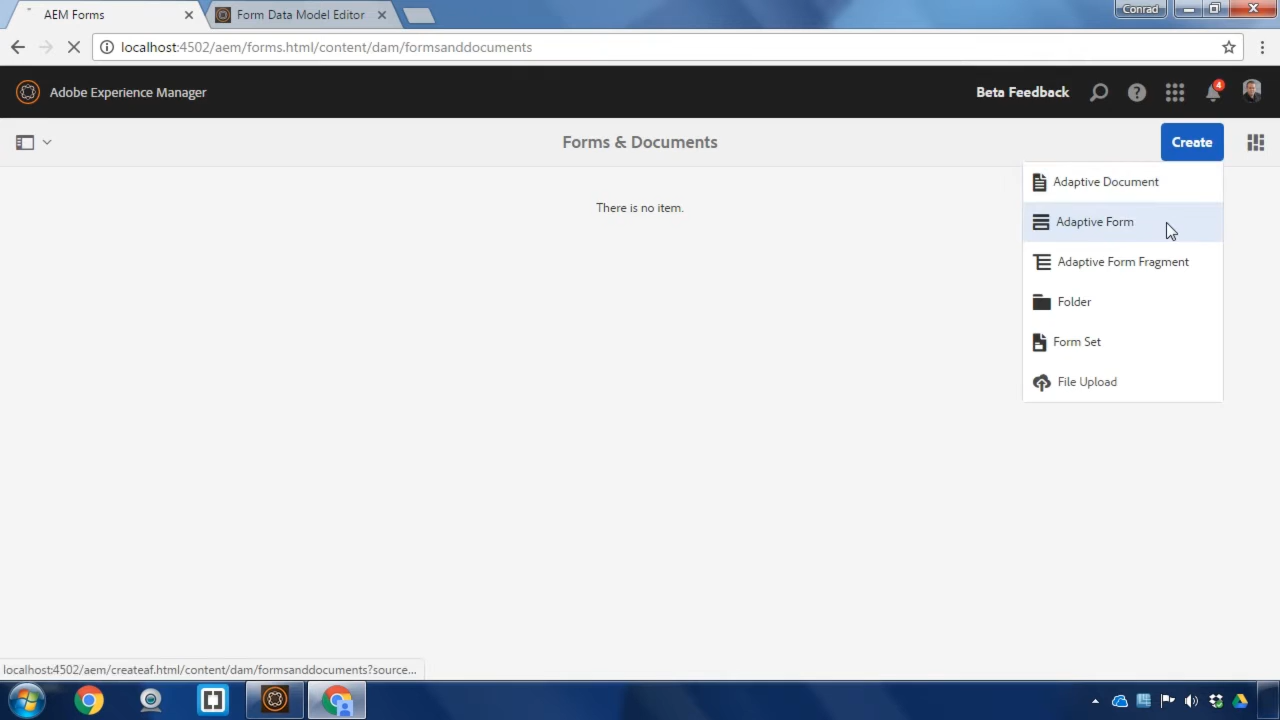 AEM Forms
Form Data Model Editor
Conrad
localhost:4502/aem/forms.html/content/dam/formsanddocuments
Adobe Experience Manager
Beta Feedback
4
Forms & Documents
Create
There is no item.
Adaptive Document
Adaptive Form
Adaptive Form Fragment
Folder
Form Set
File Upload
localhost:4502/aem/createaf.html/content/dam/formsanddocuments?source...